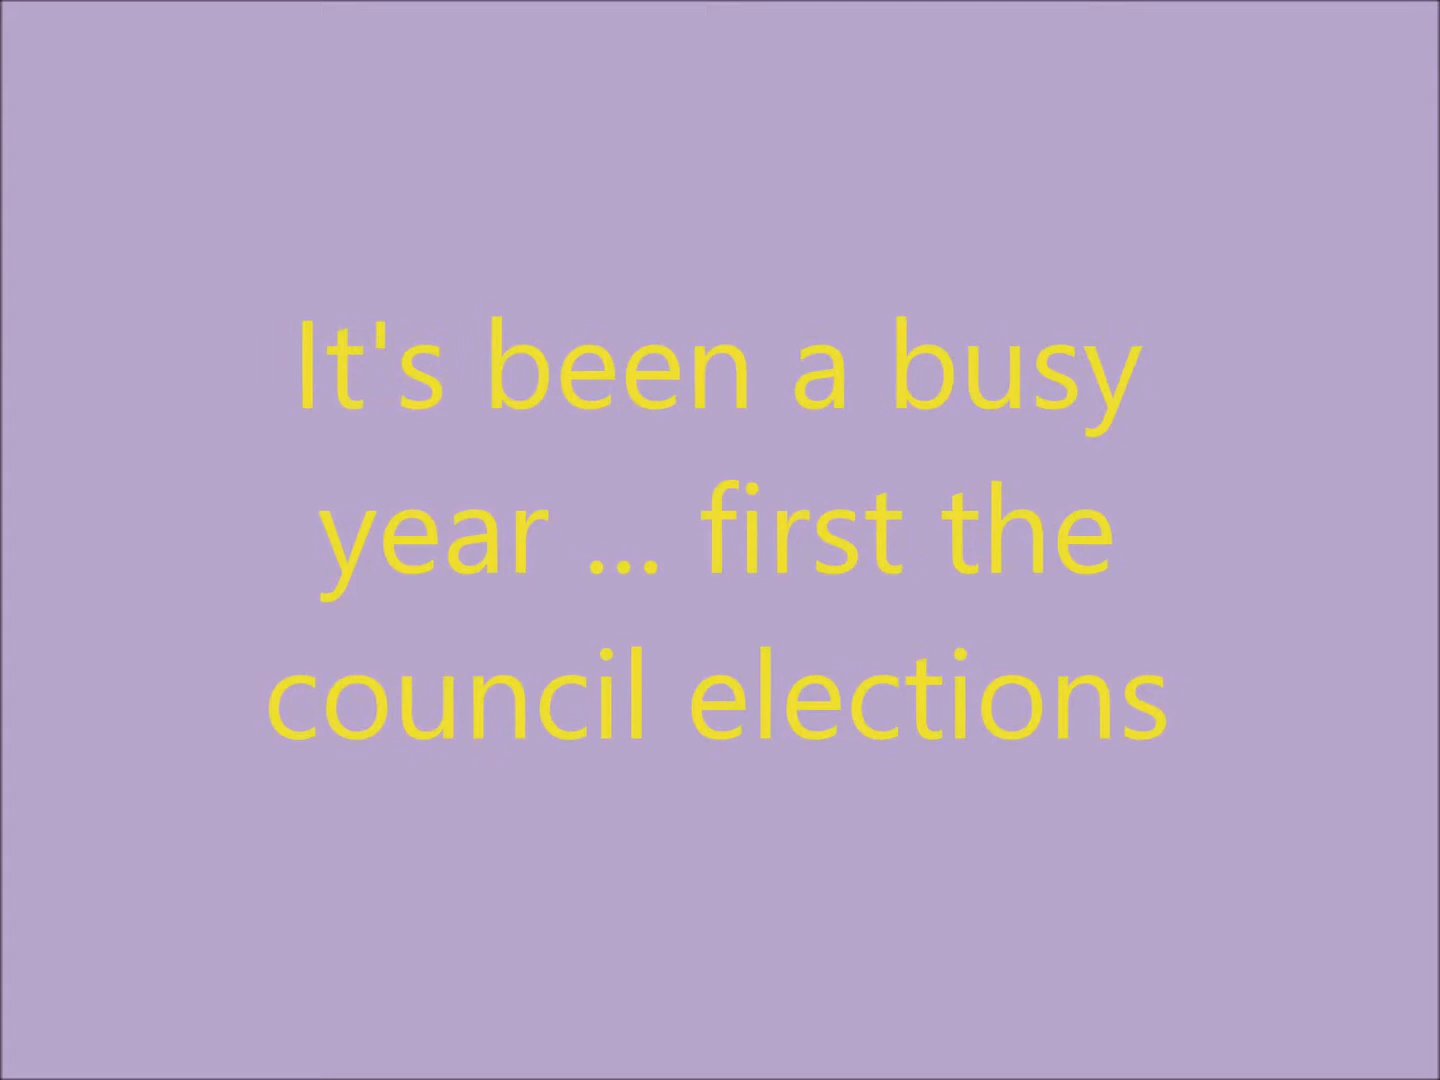 It's been a busy
year ... first the
council elections